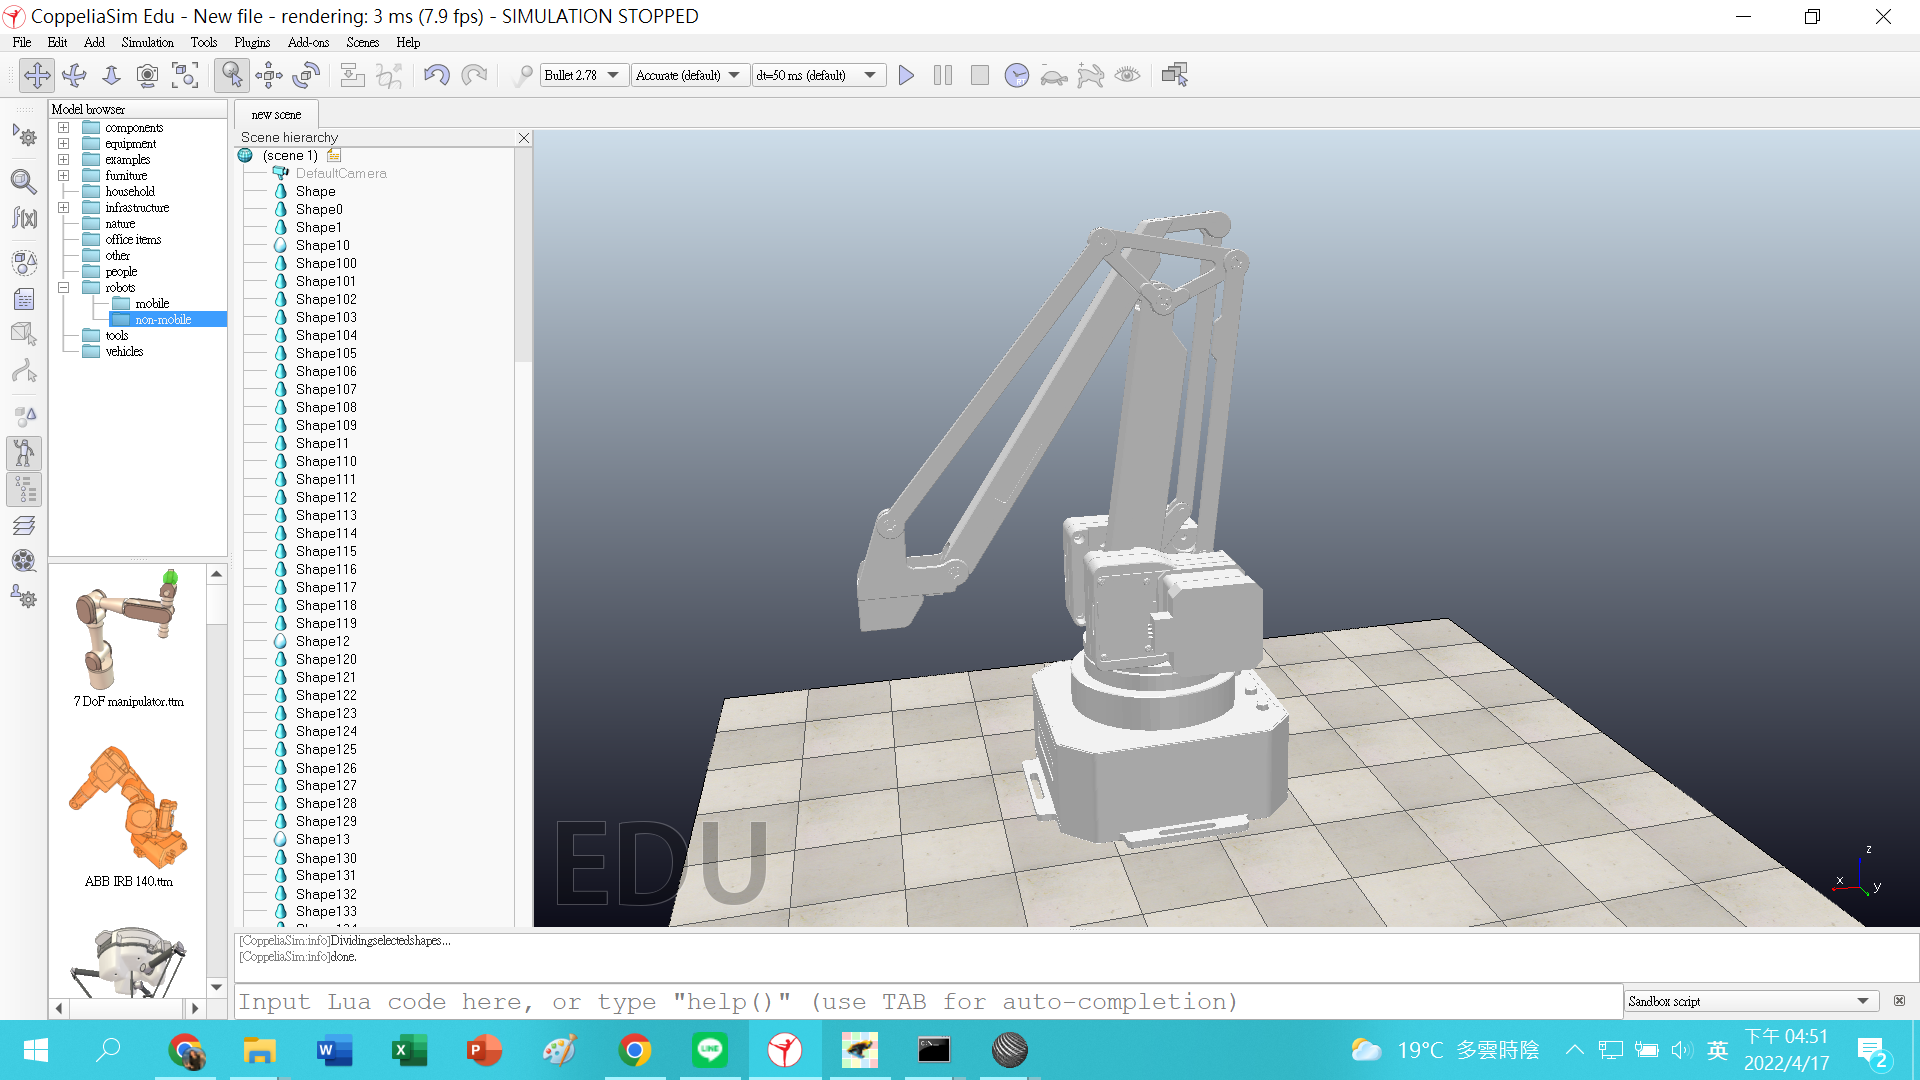 CoppeliaSim Edu - New file - rendering: 3 ms (7.9 fps) - SIMULATION STOPPED
File Edit Add Simulation Tools Plugins Add-ons Scenes Help
Bullet 2.78 Accurate (default) dt=50 ms (default)
Model browser
components
equipment
examples
furniture
household
infrastructure
nature
office items
other
people
robots
mobile
non-mobile
tools
vehicles
f(x)
7 DoF manipulator.ttm
ABB IRB 140.ttm
new scene
Scene hierarchy
(scene 1)
DefaultCamera
Shape
Shape0
Shape1
Shape10
Shape100
Shape101
Shape102
Shape103
Shape104
Shape105
Shape106
Shape107
Shape108
Shape109
Shape11
Shape110
Shape111
Shape112
Shape113
Shape114
Shape115
Shape116
Shape117
Shape118
Shape119
Shape12
Shape120
Shape121
Shape122
Shape123
Shape124
Shape125
Shape126
Shape127
Shape128
Shape129
Shape13
Shape130
Shape131
Shape132
Shape133
EDU
z
x
y
[CoppeliaSim:info]Dividingselectedshapes...
[CoppeliaSim:info]done.
Input Lua code here, or type "help()" (use TAB for auto-completion)
Sandbox script
LINE
19°C 多雲時陰
英
下午 04:51
2022/4/17
2